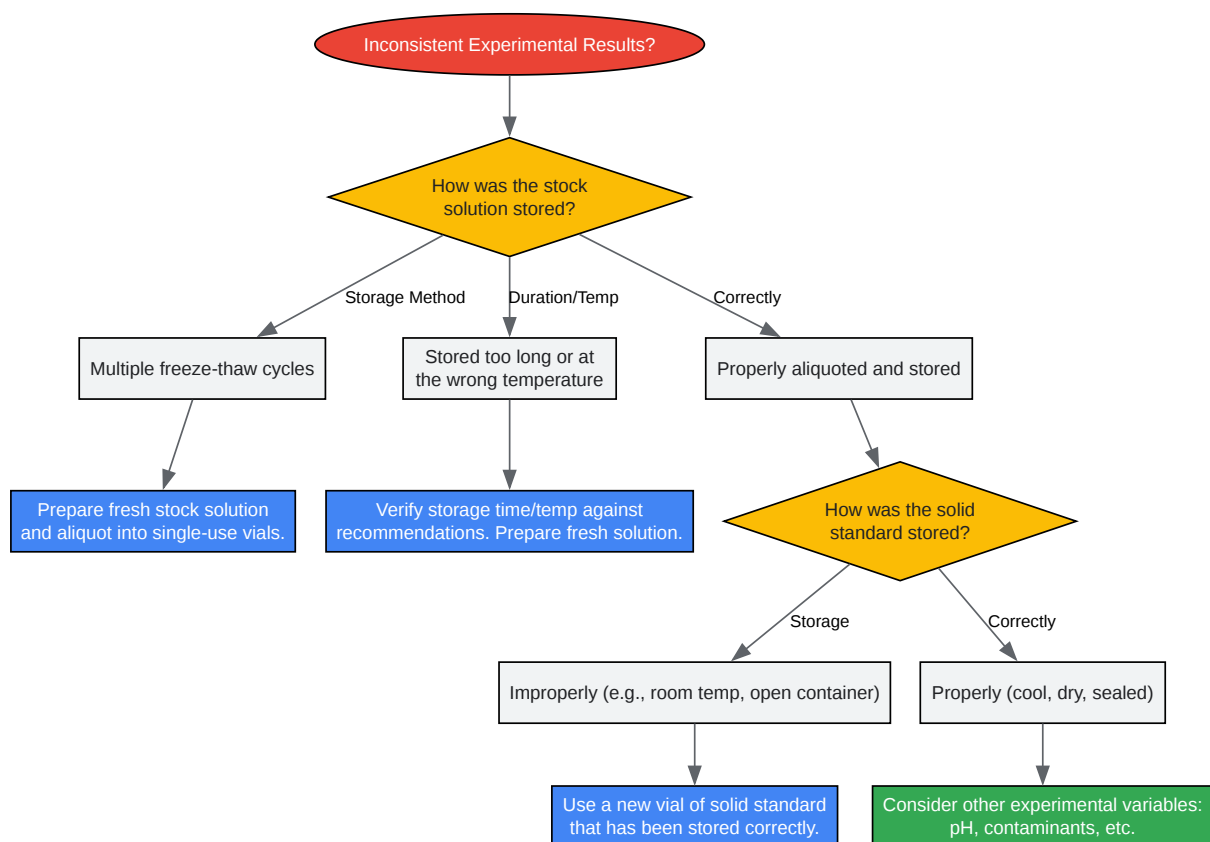 Inconsistent Experimental Results?
How was the stock
solution stored?
Storage Method
Duration/Temp
Correctly
Multiple freeze-thaw cycles
Stored too long or at
the wrong temperature
Properly aliquoted and stored
Prepare fresh stock solution
and aliquot into single-use vials.
Verify storage time/temp against
recommendations. Prepare fresh solution.
How was the solid
standard stored?
Storage
Correctly
Improperly (e.g., room temp, open container)
Properly (cool, dry, sealed)
Use a new vial of solid standard
that has been stored correctly.
Consider other experimental variables:
pH, contaminants, etc.